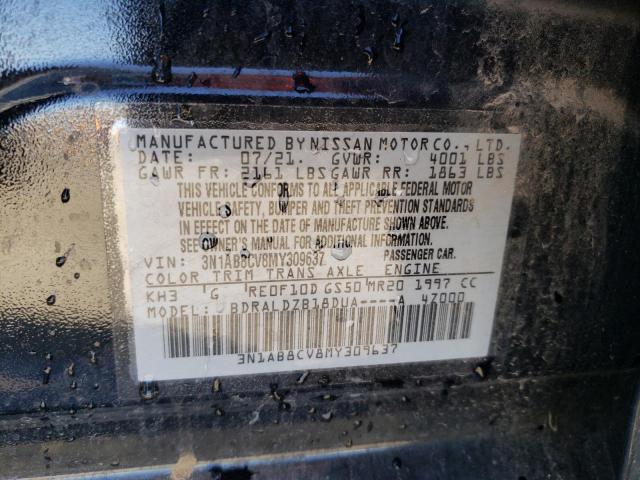 MANUFACTURED BY NISSAN MOTOR CO., LTD.
DATE: 07/21. GVWR: 4001 LBS
GAWR FR: 2161 LBS GAWR RR: 1863 LBS
THIS VEHICLE CONFORMS TO ALL APPLICABLE FEDERAL MOTOR
VEHICLE SAFETY, BUMPER AND THEFT PREVENTION STANDARDS
IN EFFECT ON THE DATE OF MANUFACTURE SHOWN ABOVE.
SEE OWNER'S MANUAL FOR ADDITIONAL INFORMATION.
VIN: 3N1AB8CV8MY309637 PASSENGER CAR.
COLOR TRIM TRANS AXLE ENGINE
KH3 G RE0F10D GS50 MR20 1997 CC
MODEL: BDRALDZB18DUA----A 47000
3N1AB8CV8MY309637